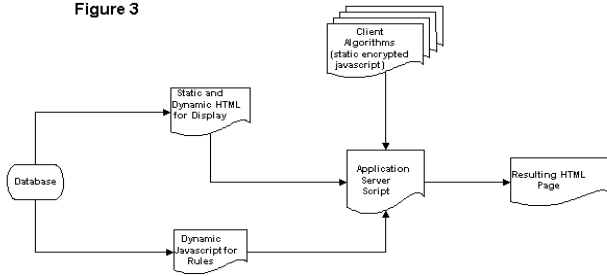 Figure 3
Client
Algorithms
(static encrypted
javascript)
Static and
Dynamic HTML
for Display
Database
Application
Server
Script
Resulting HTML
Page
Dynamic
Javascript for
Rules